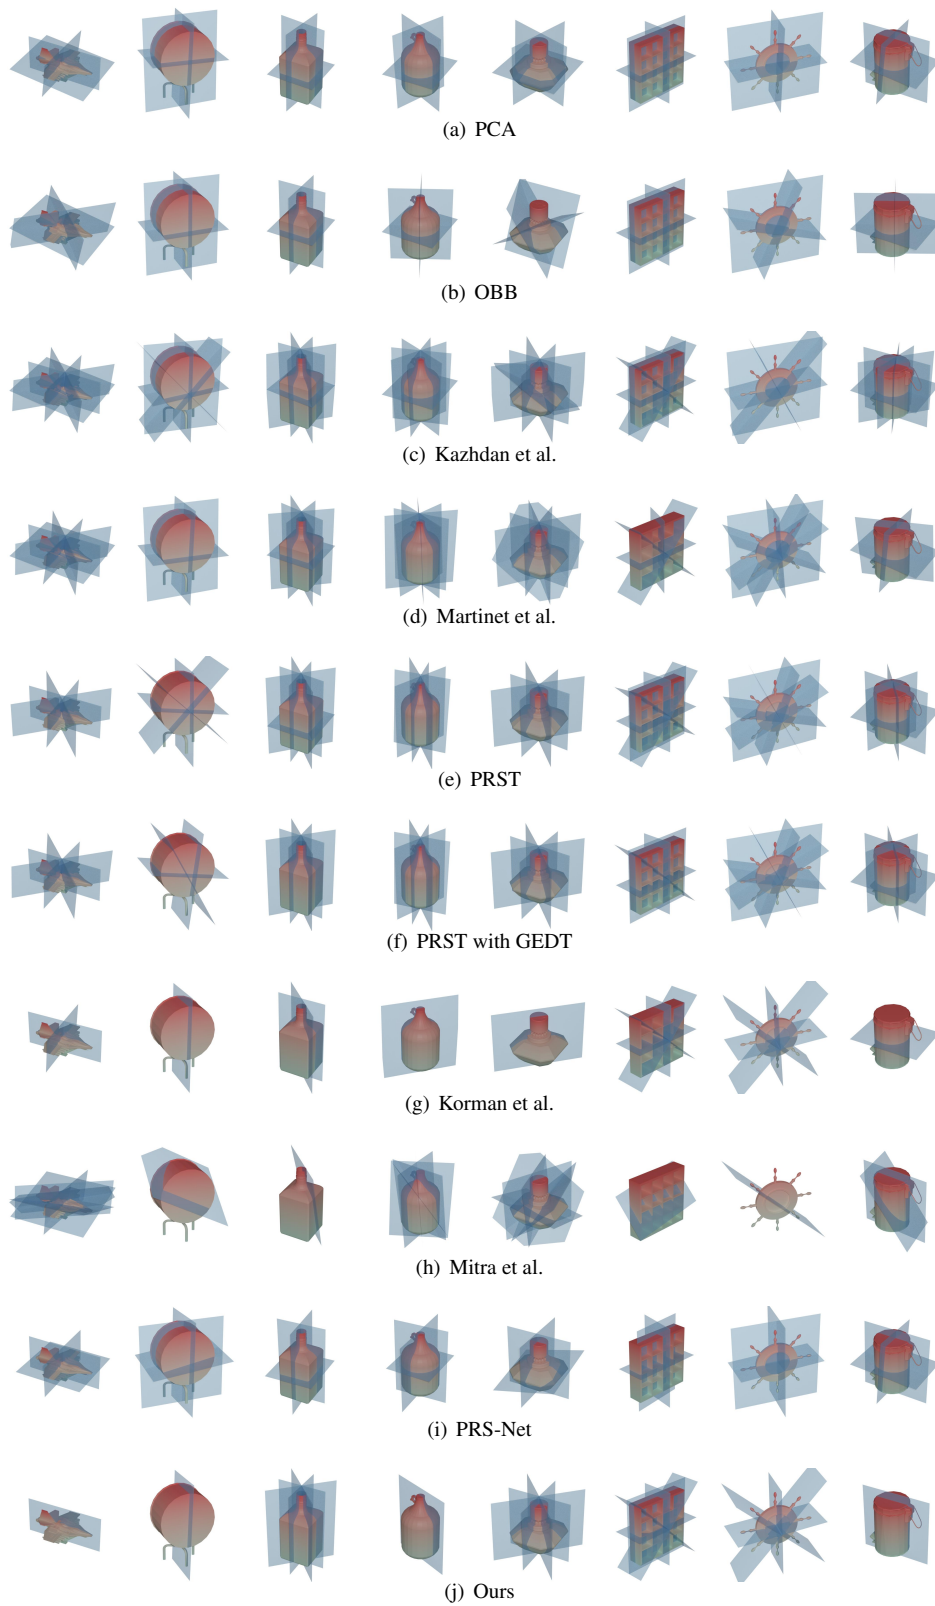 (a) PCA
(b) OBB
(c) Kazhdan et al.
(d) Martinet et al.
(e) PRST
(f) PRST with GEDT
(g) Korman et al.
(h) Mitra et al.
(i) PRS-Net
(j) Ours